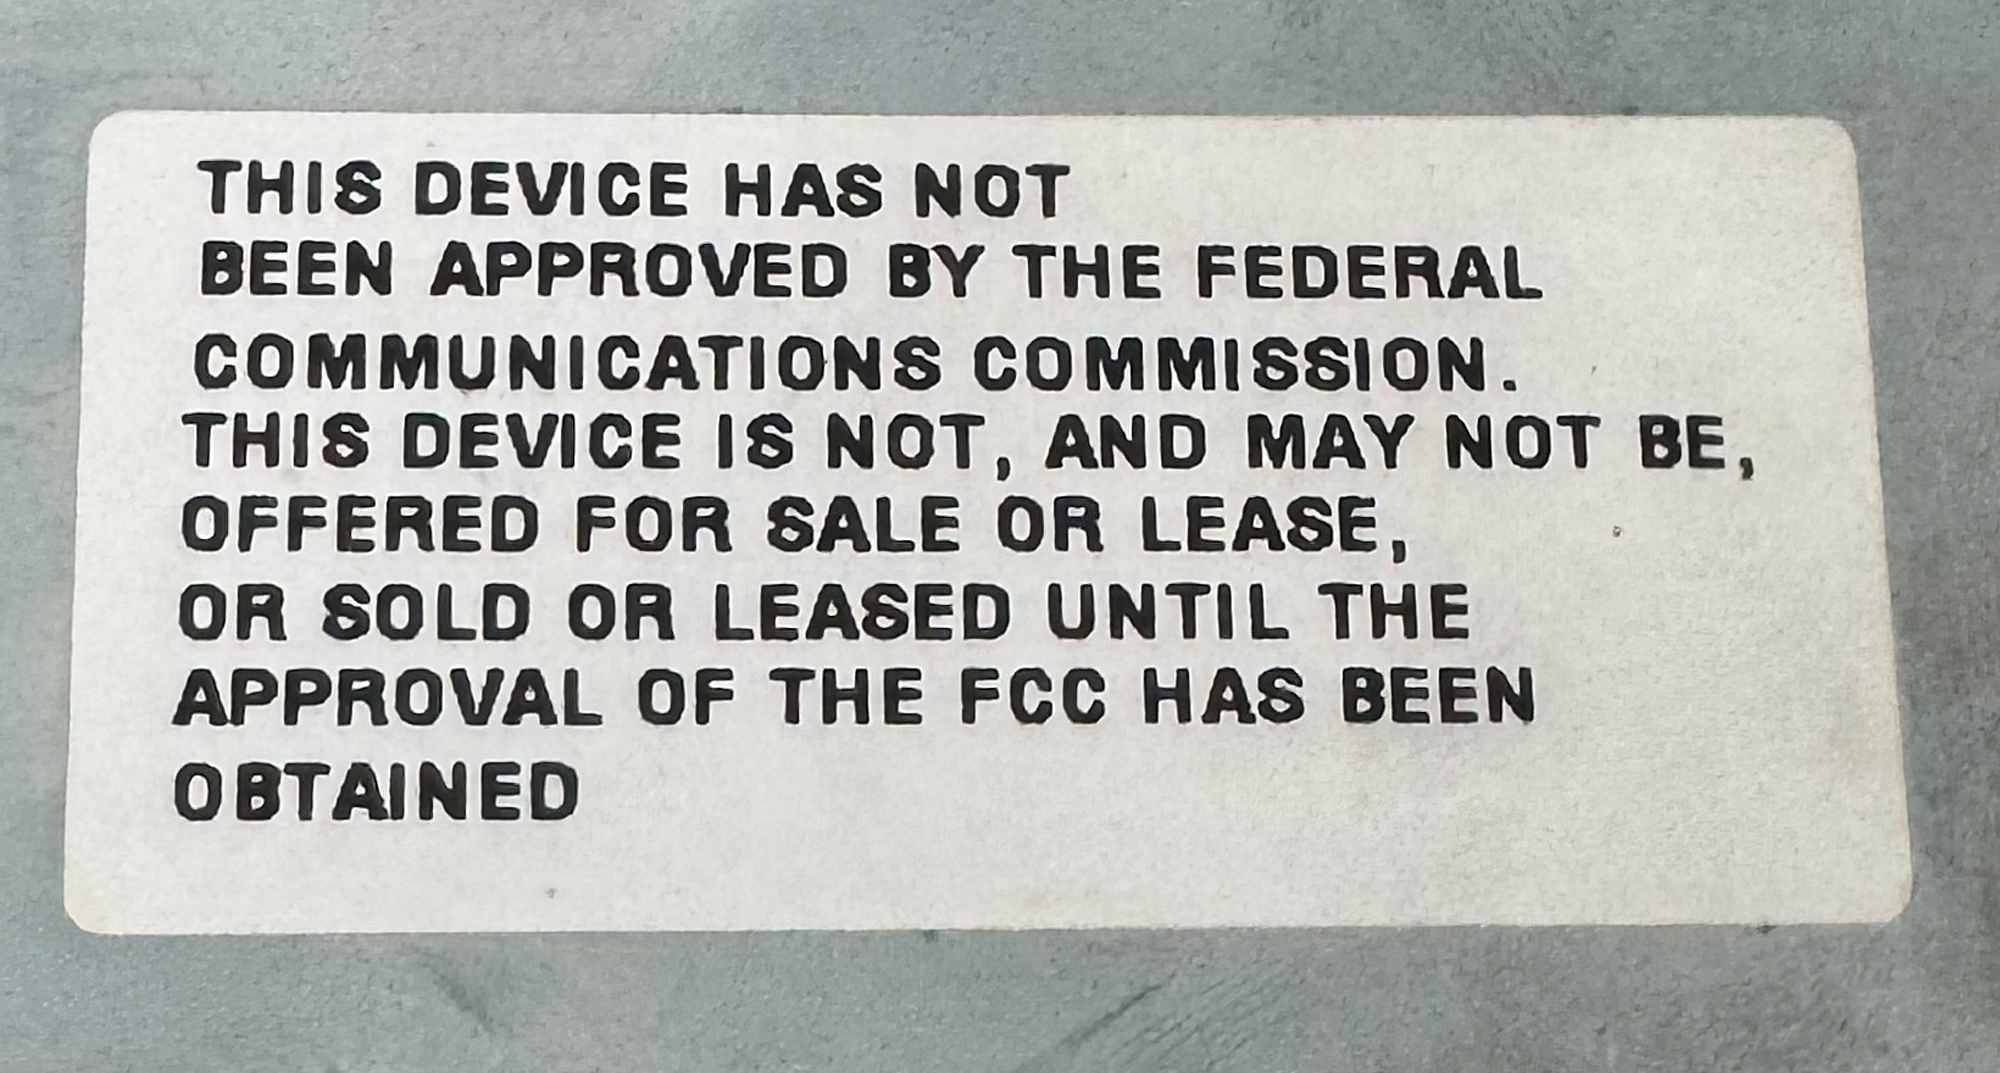 THIS DEVICE HAS NOT
BEEN APPROVED BY THE FEDERAL
COMMUNICATIONS COMMISSION.
THIS DEVICE IS NOT, AND MAY NOT BE,
OFFERED FOR SALE OR LEASE,
OR SOLD OR LEASED UNTIL THE
APPROVAL OF THE FCC HAS BEEN
OBTAINED